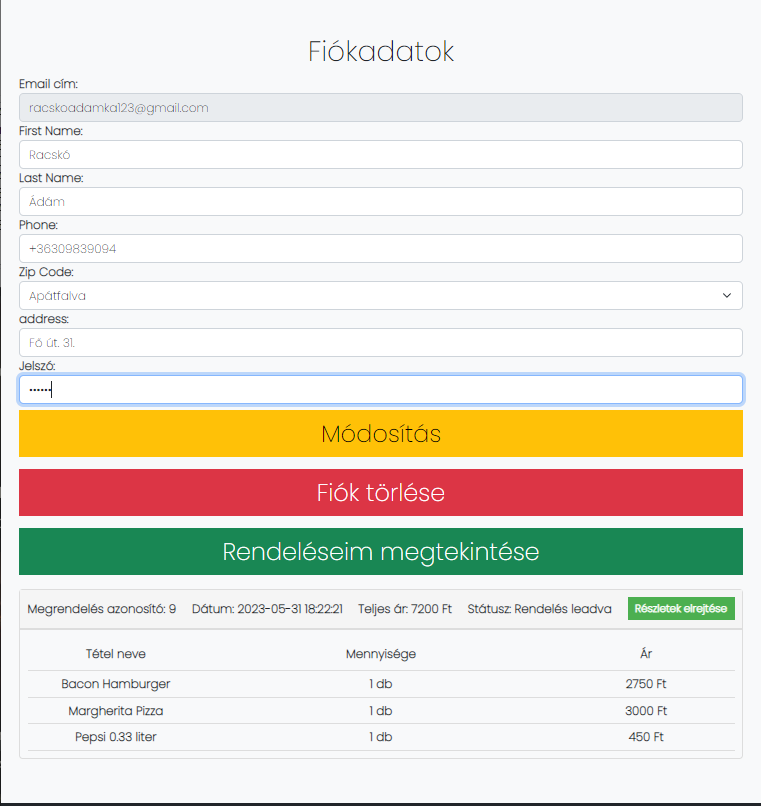 Fiókadatok
Email cím:
racskoadamka123@gmail.com
First Name:
Racskó
Last Name:
Ádám
Phone:
+36309839094
Zip Code:
Apátfalva
address:
Fő út. 31.
Jelszó:
••••••
Módosítás
Fiók törlése
Rendeléseim megtekintése
Megrendelés azonosító: 9 Dátum: 2023-05-31 18:22:21 Teljes ár: 7200 Ft Státusz: Rendelés leadva Részletek elrejtése
Tétel neve Mennyisége Ár
Bacon Hamburger 1 db 2750 Ft
Margherita Pizza 1 db 3000 Ft
Pepsi 0.33 liter 1 db 450 Ft